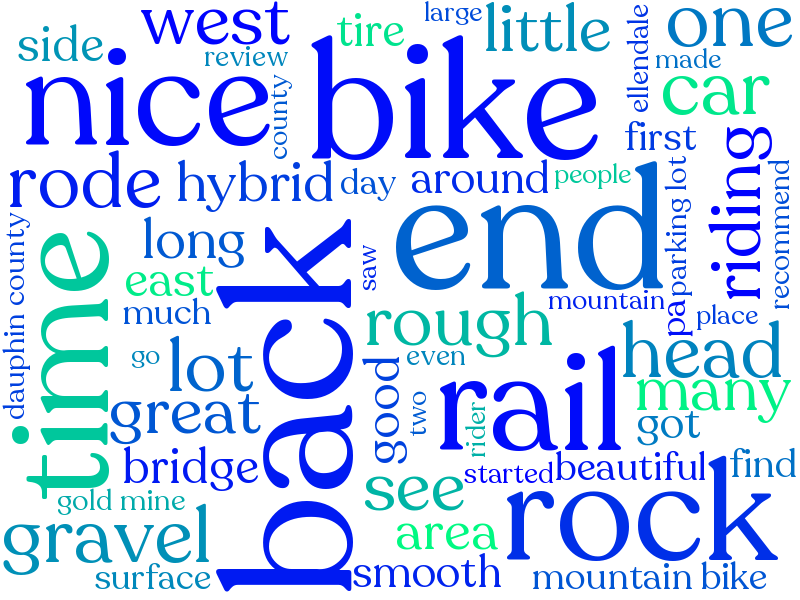 west
large
little
one
side
tire
review
ellendale
made
nice
bike
county
car
first
rode
hybrid
day
around
people
parking lot
riding
recommend
dauphin county
long
end
time
back
saw
east
much
mountain
pa
place
rough
go
lot
good
even
head
great
two
rider
rail
many
got
bridge
started
beautiful
find
gold mine
see
rock
gravel
area
surface
smooth
mountain bike